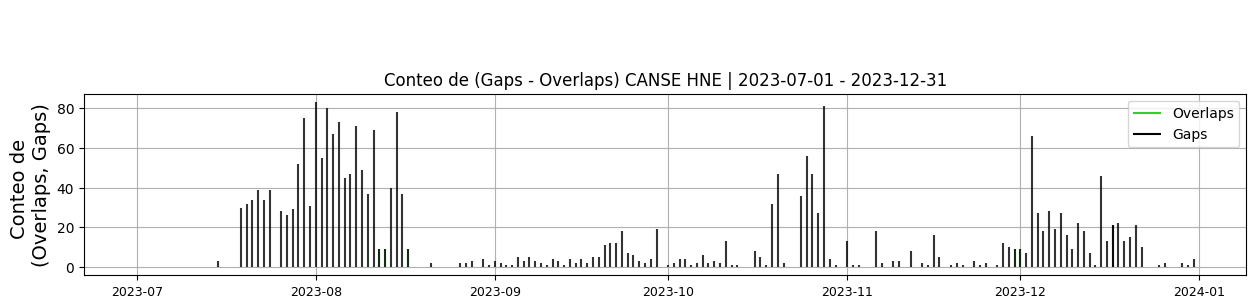 Conteo de (Gaps - Overlaps) CANSE HNE | 2023-07-01 - 2023-12-31
Conteo de
(Overlaps, Gaps)
80
60
40
20
0
Overlaps
Gaps
2023-07
2023-08
2023-09
2023-10
2023-11
2023-12
2024-01